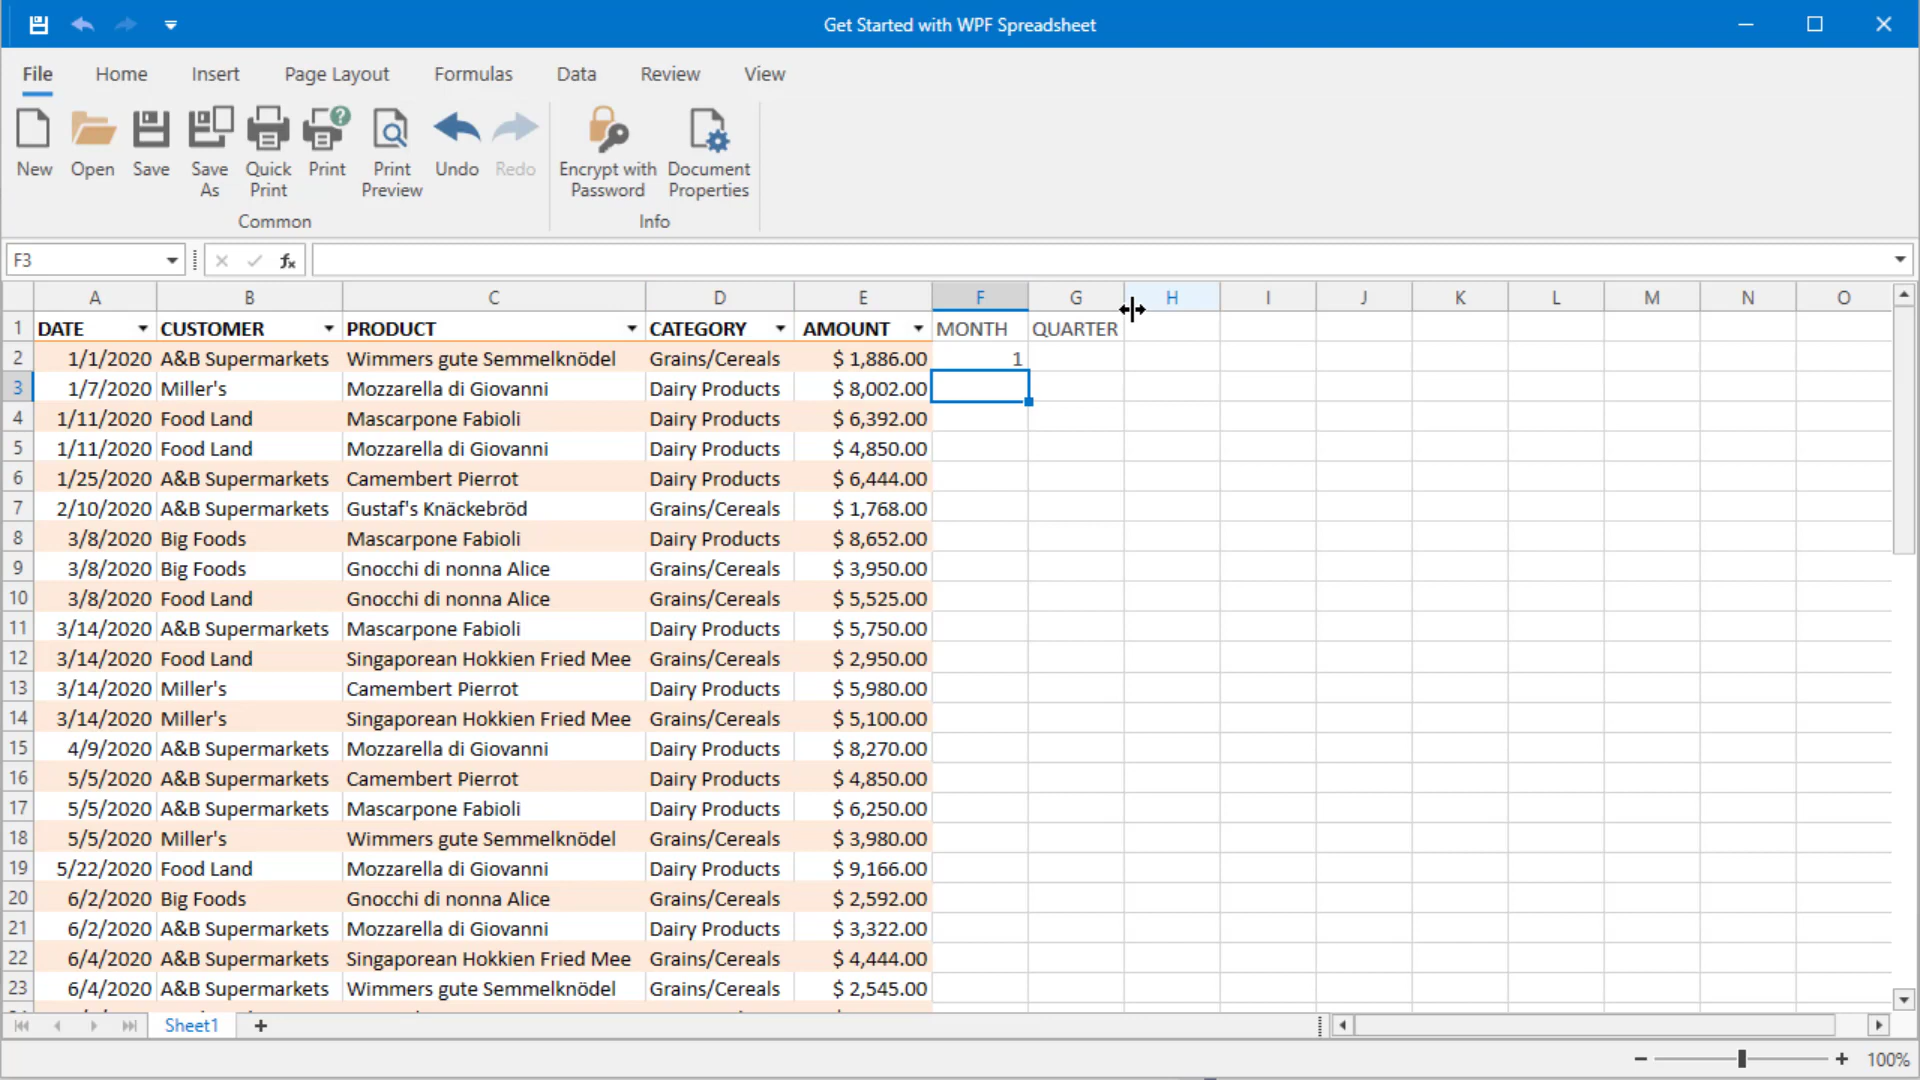 Get Started with WPF Spreadsheet
File Home Insert Page Layout Formulas Data Review View
New Open Save Save As Quick Print Print Print Preview Undo Redo Encrypt with Password Document Properties
Common Info
F3 fx
A B C D E F G H I J K L M N O
1 DATE CUSTOMER PRODUCT CATEGORY AMOUNT MONTH QUARTER
2 1/1/2020 A&B Supermarkets Wimmers gute Semmelknödel Grains/Cereals $ 1,886.00 1
3 1/7/2020 Miller's Mozzarella di Giovanni Dairy Products $ 8,002.00
4 1/11/2020 Food Land Mascarpone Fabioli Dairy Products $ 6,392.00
5 1/11/2020 Food Land Mozzarella di Giovanni Dairy Products $ 4,850.00
6 1/25/2020 A&B Supermarkets Camembert Pierrot Dairy Products $ 6,444.00
7 2/10/2020 A&B Supermarkets Gustaf's Knäckebröd Grains/Cereals $ 1,768.00
8 3/8/2020 Big Foods Mascarpone Fabioli Dairy Products $ 8,652.00
9 3/8/2020 Big Foods Gnocchi di nonna Alice Grains/Cereals $ 3,950.00
10 3/8/2020 Food Land Gnocchi di nonna Alice Grains/Cereals $ 5,525.00
11 3/14/2020 A&B Supermarkets Mascarpone Fabioli Dairy Products $ 5,750.00
12 3/14/2020 Food Land Singaporean Hokkien Fried Mee Grains/Cereals $ 2,950.00
13 3/14/2020 Miller's Camembert Pierrot Dairy Products $ 5,980.00
14 3/14/2020 Miller's Singaporean Hokkien Fried Mee Grains/Cereals $ 5,100.00
15 4/9/2020 A&B Supermarkets Mozzarella di Giovanni Dairy Products $ 8,270.00
16 5/5/2020 A&B Supermarkets Camembert Pierrot Dairy Products $ 4,850.00
17 5/5/2020 A&B Supermarkets Mascarpone Fabioli Dairy Products $ 6,250.00
18 5/5/2020 Miller's Wimmers gute Semmelknödel Grains/Cereals $ 3,980.00
19 5/22/2020 Food Land Mozzarella di Giovanni Dairy Products $ 9,166.00
20 6/2/2020 Big Foods Gnocchi di nonna Alice Grains/Cereals $ 2,592.00
21 6/2/2020 A&B Supermarkets Mozzarella di Giovanni Dairy Products $ 3,322.00
22 6/4/2020 A&B Supermarkets Singaporean Hokkien Fried Mee Grains/Cereals $ 4,444.00
23 6/4/2020 A&B Supermarkets Wimmers gute Semmelknödel Grains/Cereals $ 2,545.00
Sheet1 +
100%